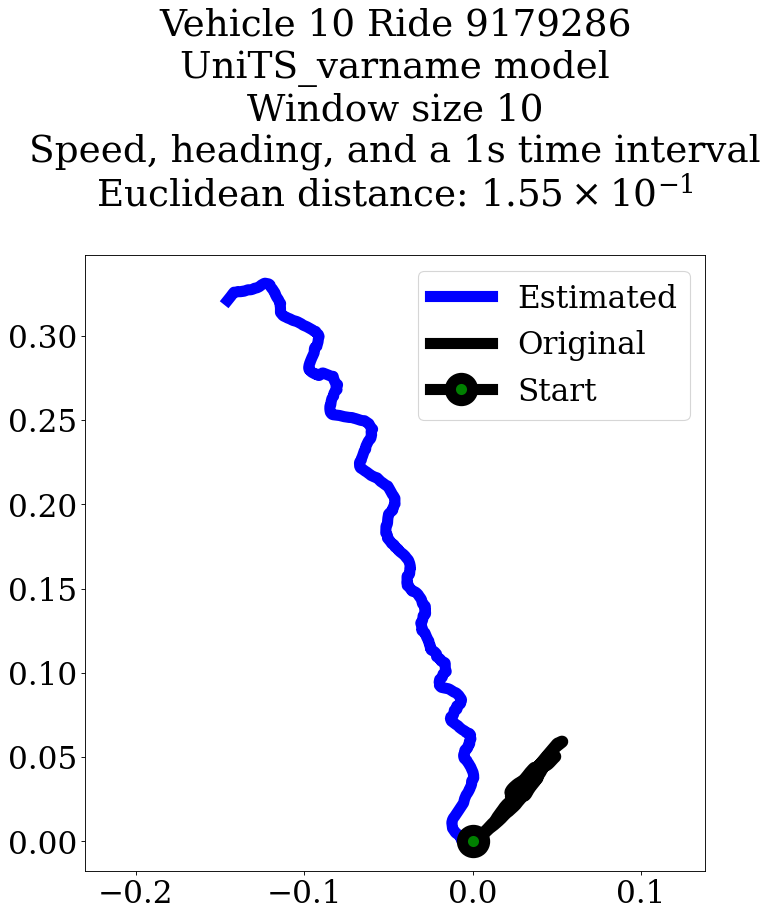 Vehicle 10 Ride 9179286
UniTS_varname model
Window size 10
Speed, heading, and a 1s time interval
Euclidean distance: 1.55 × 10⁻¹
Estimated
Original
Start
0.30
0.25
0.20
0.15
0.10
0.05
0.00
−0.2 −0.1 0.0 0.1